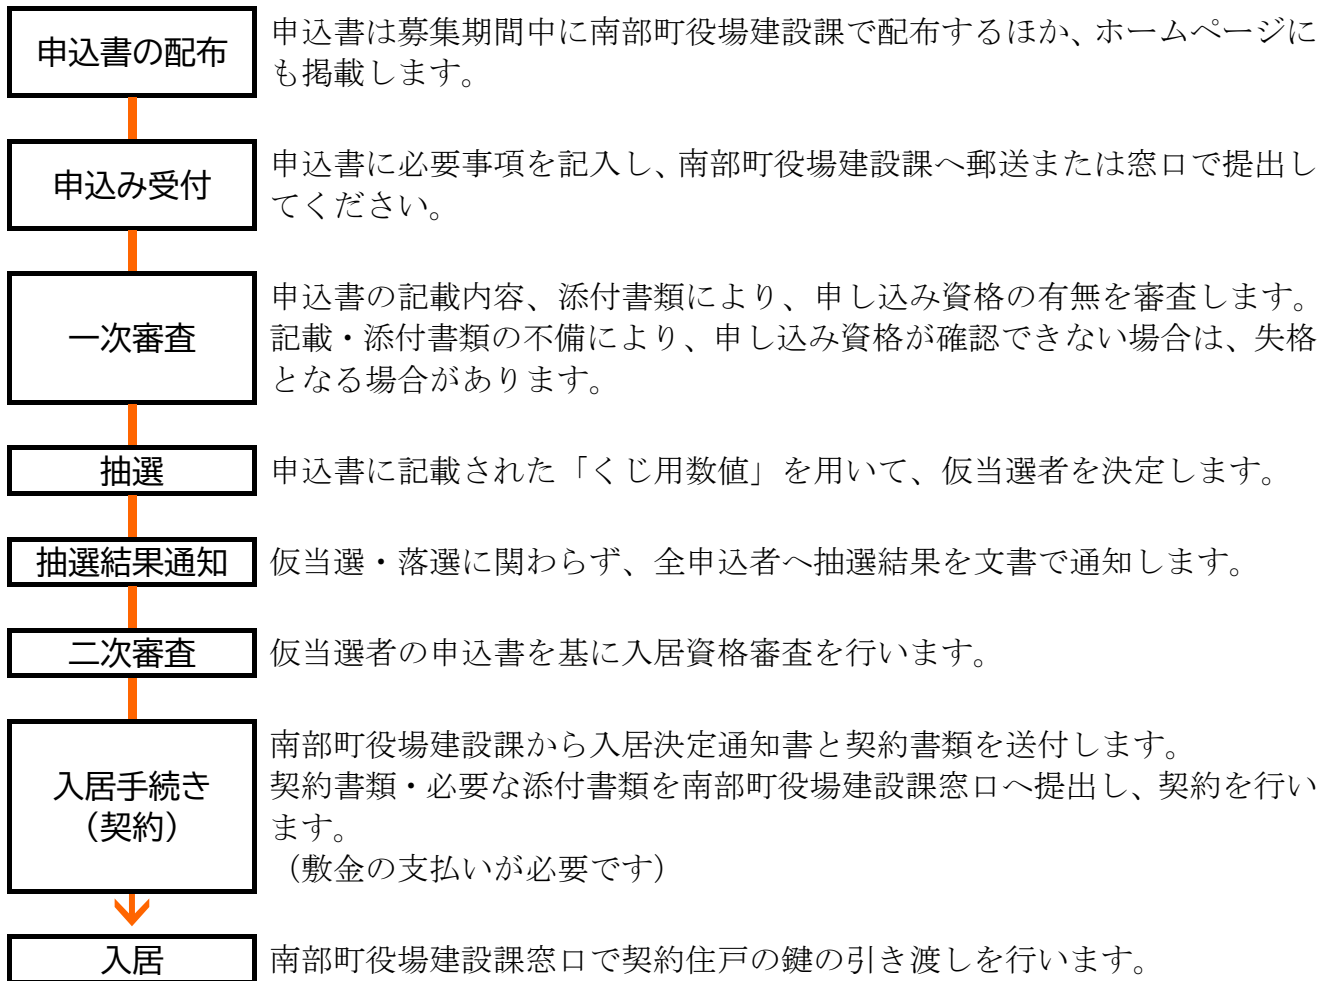 申込書の配布
申込書は募集期間中に南部町役場建設課で配布するほか、ホームページに
も掲載します。
申込み受付
申込書に必要事項を記入し、南部町役場建設課へ郵送または窓口で提出し
てください。
一次審査
申込書の記載内容、添付書類により、申し込み資格の有無を審査します。
記載・添付書類の不備により、申し込み資格が確認できない場合は、失格
となる場合があります。
抽選
申込書に記載された「くじ用数値」を用いて、仮当選者を決定します。
抽選結果通知
仮当選・落選に関わらず、全申込者へ抽選結果を文書で通知します。
二次審査
仮当選者の申込書を基に入居資格審査を行います。
入居手続き
（契約）
南部町役場建設課から入居決定通知書と契約書類を送付します。
契約書類・必要な添付書類を南部町役場建設課窓口へ提出し、契約を行い
ます。
（敷金の支払いが必要です）
入居
南部町役場建設課窓口で契約住戸の鍵の引き渡しを行います。